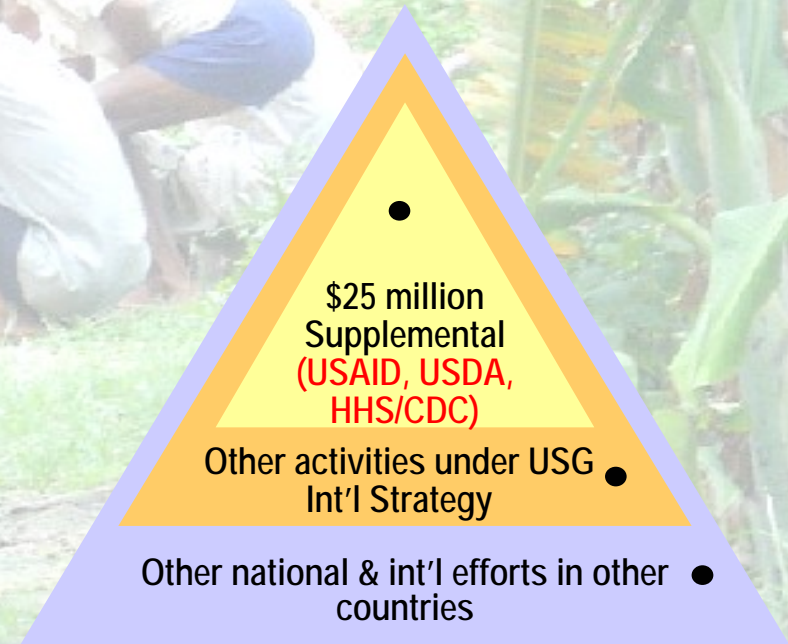 $25 million
Supplemental
(USAID, USDA,
HHS/CDC)
Other activities under USG
Int'l Strategy
Other national & int'l efforts in other
countries